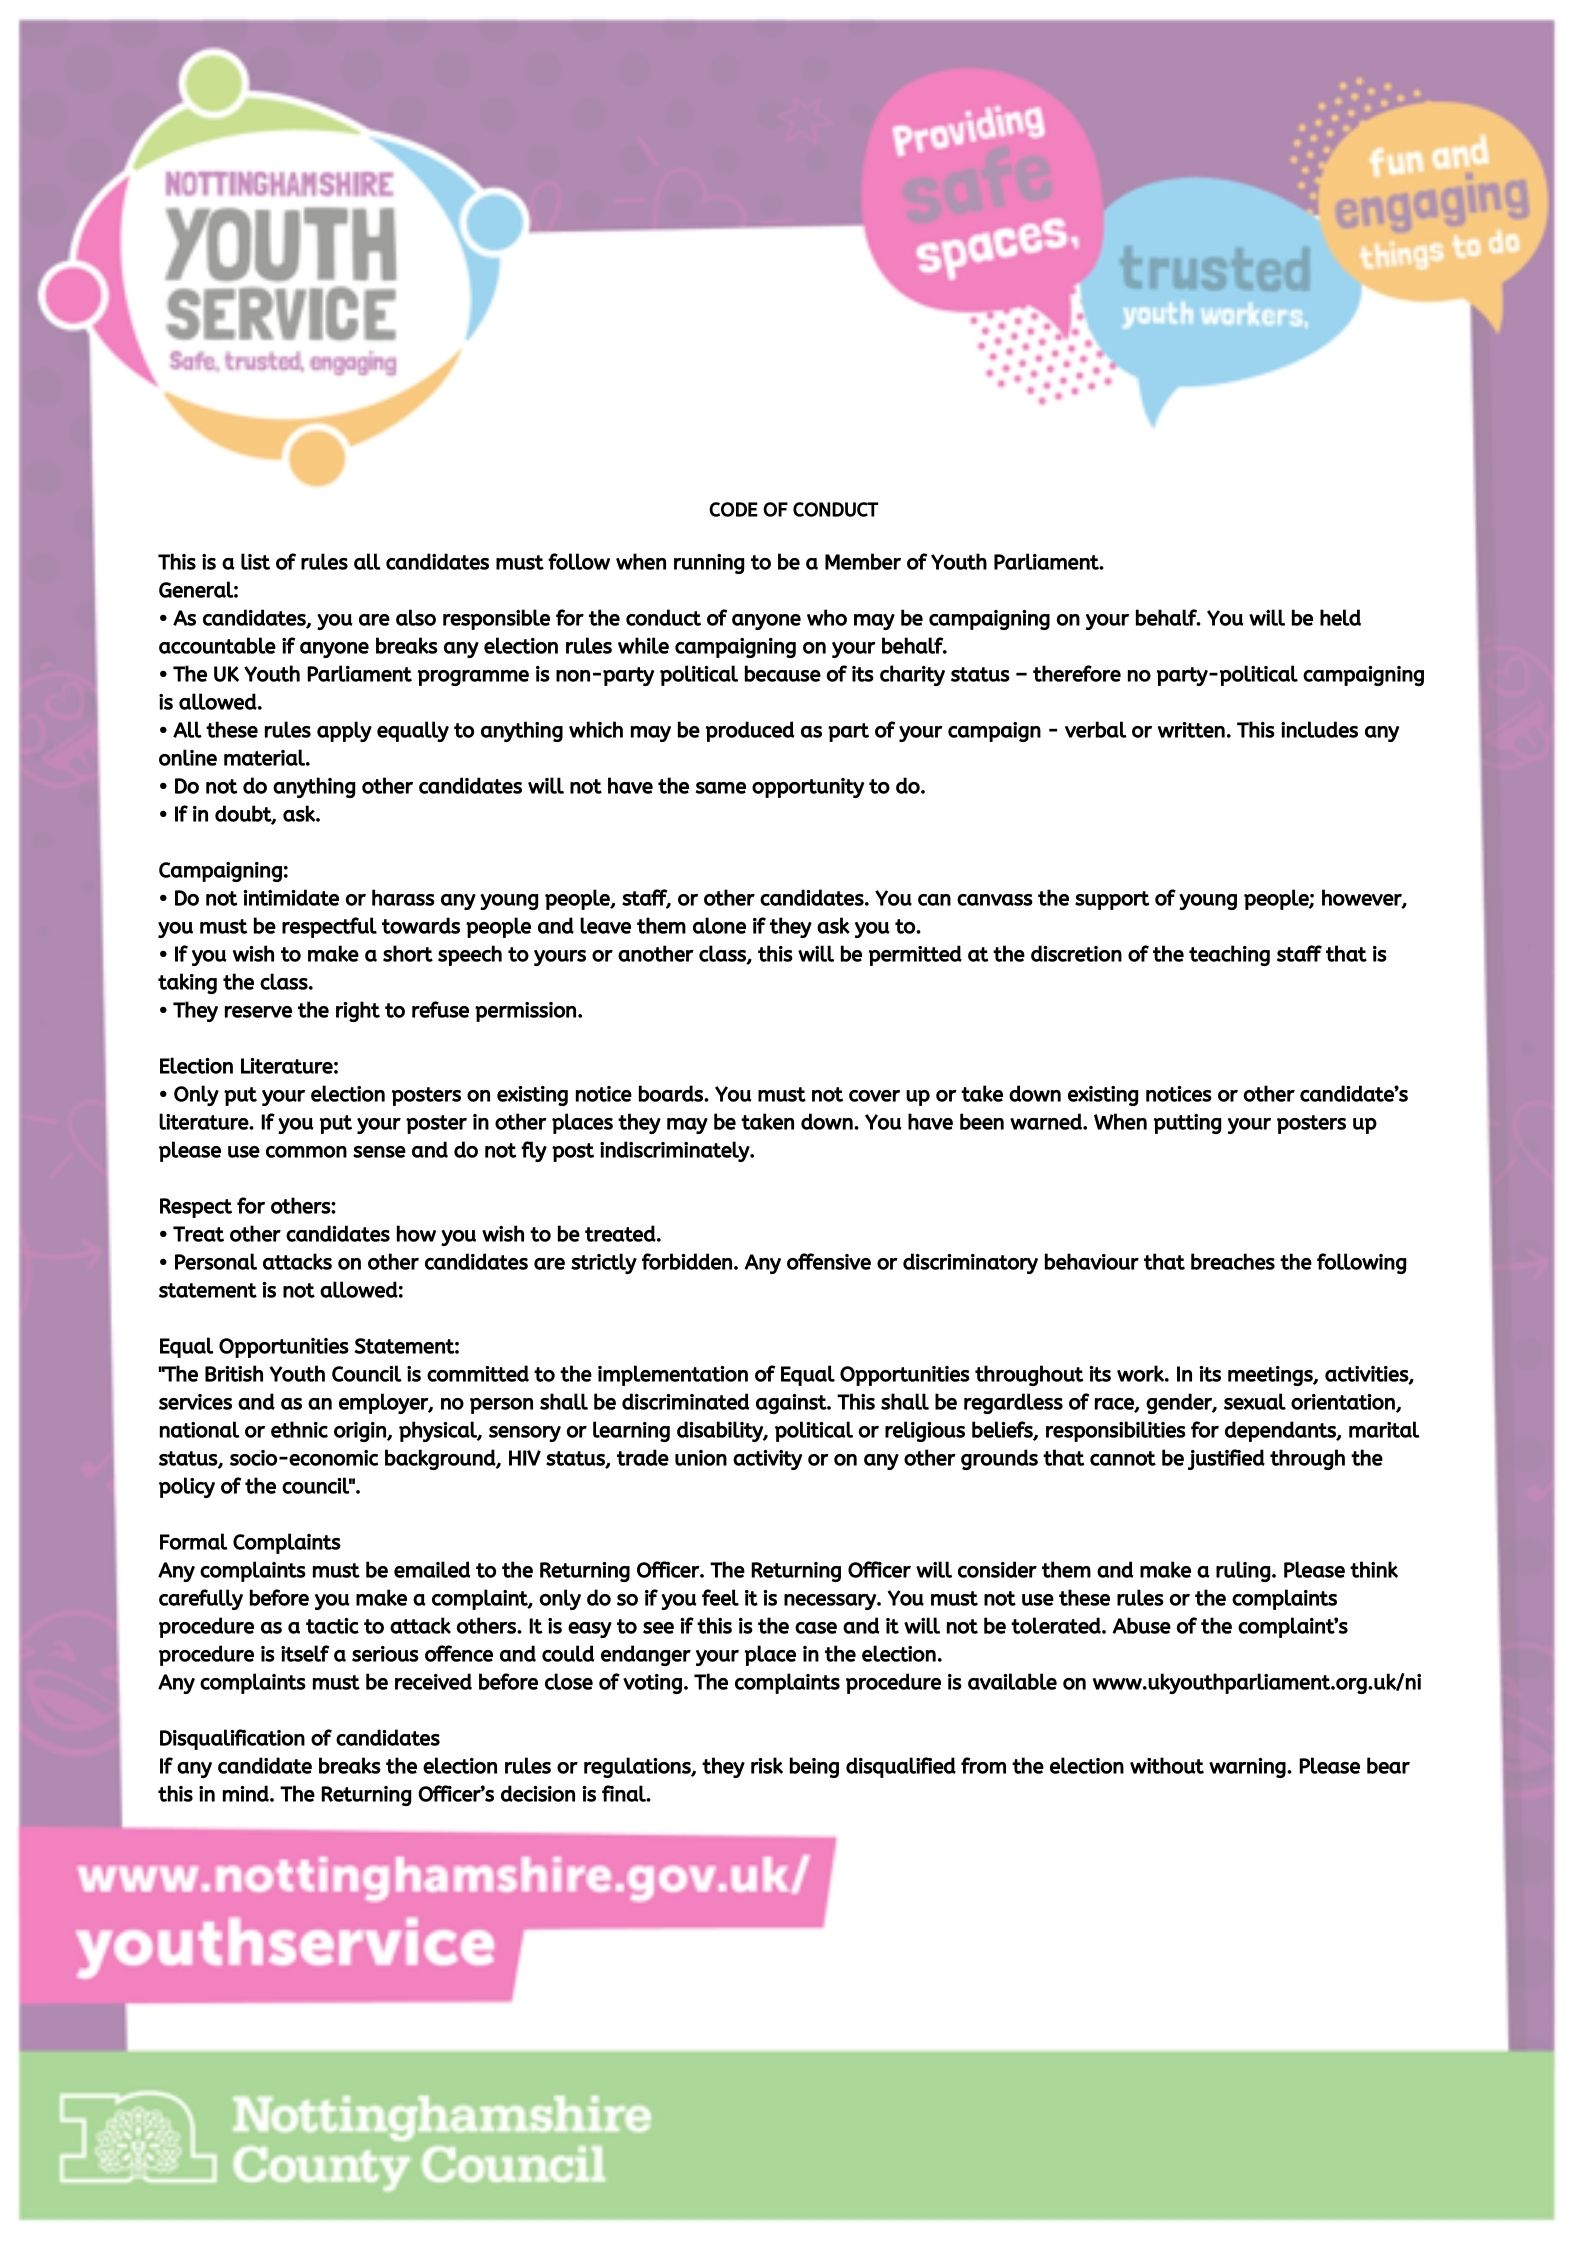 NOTTINGHAMSHIRE
YOUTH
SERVICE
Safe, trusted, engaging
Providing
safe
spaces,
trusted
youth workers,
fun and
engaging
things to do
CODE OF CONDUCT
This is a list of rules all candidates must follow when running to be a Member of Youth Parliament.
General:
• As candidates, you are also responsible for the conduct of anyone who may be campaigning on your behalf. You will be held
accountable if anyone breaks any election rules while campaigning on your behalf.
• The UK Youth Parliament programme is non-party political because of its charity status – therefore no party-political campaigning
is allowed.
• All these rules apply equally to anything which may be produced as part of your campaign - verbal or written. This includes any
online material.
• Do not do anything other candidates will not have the same opportunity to do.
• If in doubt, ask.
Campaigning:
• Do not intimidate or harass any young people, staff, or other candidates. You can canvass the support of young people; however,
you must be respectful towards people and leave them alone if they ask you to.
• If you wish to make a short speech to yours or another class, this will be permitted at the discretion of the teaching staff that is
taking the class.
• They reserve the right to refuse permission.
Election Literature:
• Only put your election posters on existing notice boards. You must not cover up or take down existing notices or other candidate’s
literature. If you put your poster in other places they may be taken down. You have been warned. When putting your posters up
please use common sense and do not fly post indiscriminately.
Respect for others:
• Treat other candidates how you wish to be treated.
• Personal attacks on other candidates are strictly forbidden. Any offensive or discriminatory behaviour that breaches the following
statement is not allowed:
Equal Opportunities Statement:
"The British Youth Council is committed to the implementation of Equal Opportunities throughout its work. In its meetings, activities,
services and as an employer, no person shall be discriminated against. This shall be regardless of race, gender, sexual orientation,
national or ethnic origin, physical, sensory or learning disability, political or religious beliefs, responsibilities for dependants, marital
status, socio-economic background, HIV status, trade union activity or on any other grounds that cannot be justified through the
policy of the council".
Formal Complaints
Any complaints must be emailed to the Returning Officer. The Returning Officer will consider them and make a ruling. Please think
carefully before you make a complaint, only do so if you feel it is necessary. You must not use these rules or the complaints
procedure as a tactic to attack others. It is easy to see if this is the case and it will not be tolerated. Abuse of the complaint’s
procedure is itself a serious offence and could endanger your place in the election.
Any complaints must be received before close of voting. The complaints procedure is available on www.ukyouthparliament.org.uk/ni
Disqualification of candidates
If any candidate breaks the election rules or regulations, they risk being disqualified from the election without warning. Please bear
this in mind. The Returning Officer’s decision is final.
www.nottinghamshire.gov.uk/
youthservice
Nottinghamshire
County Council